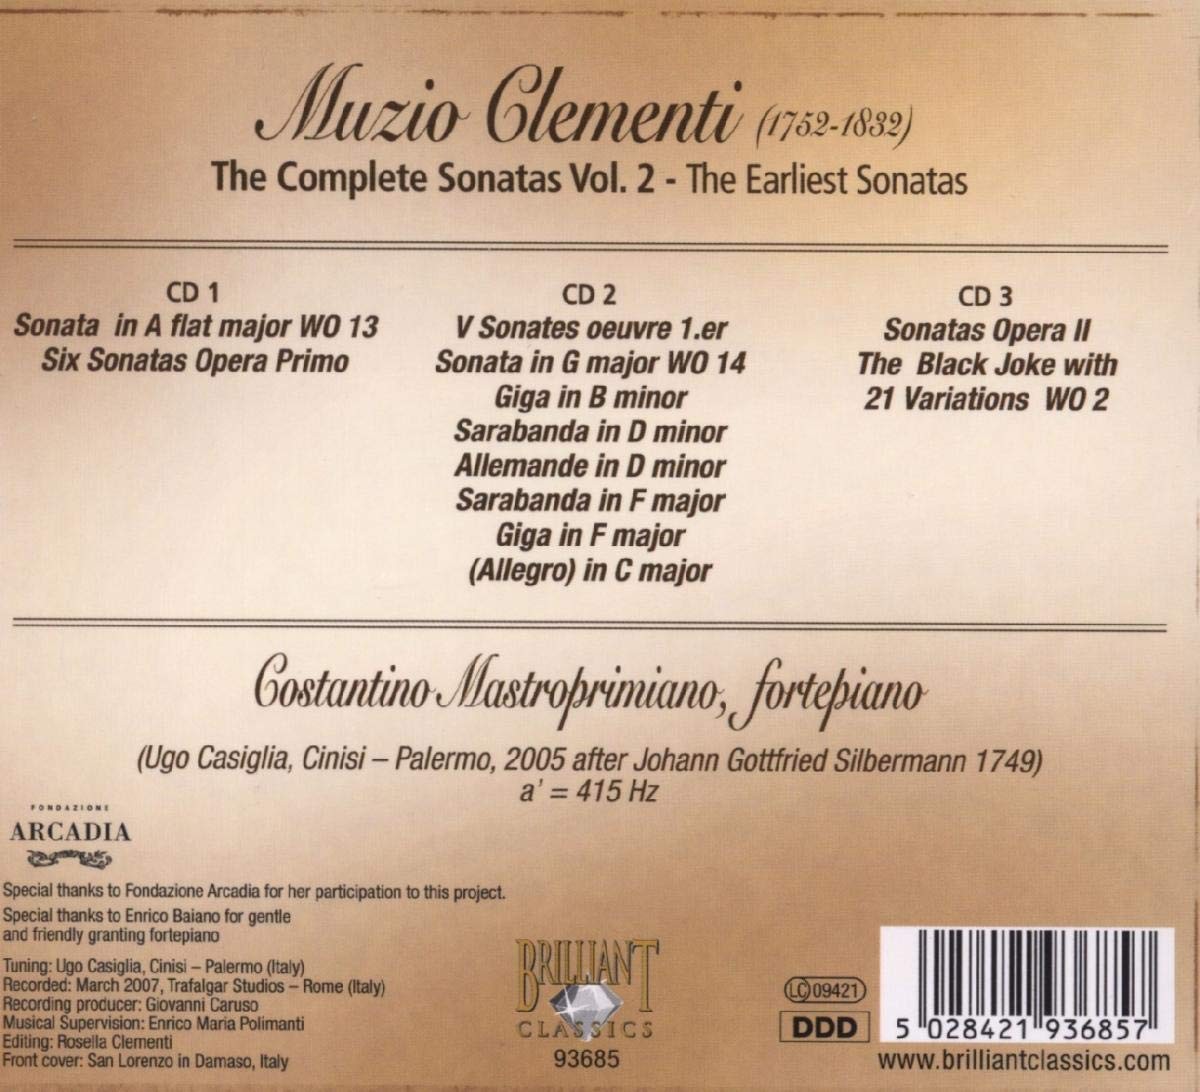 Muzio Clementi (1752-1832)
The Complete Sonatas Vol. 2 - The Earliest Sonatas
CD 1
Sonata in A flat major WO 13
Six Sonatas Opera Primo
CD 2
V Sonates oeuvre 1.er
Sonata in G major WO 14
Giga in B minor
Sarabanda in D minor
Allemande in D minor
Sarabanda in F major
Giga in F major
(Allegro) in C major
CD 3
Sonatas Opera II
The Black Joke with
21 Variations WO 2
Costantino Mastroprimiano, fortepiano
(Ugo Casiglia, Cinisi – Palermo, 2005 after Johann Gottfried Silbermann 1749)
a' = 415 Hz
FONDAZIONE
ARCADIA
Special thanks to Fondazione Arcadia for her participation to this project.
Special thanks to Enrico Baiano for gentle
and friendly granting fortepiano
Tuning: Ugo Casiglia, Cinisi – Palermo (Italy)
Recorded: March 2007, Trafalgar Studios – Rome (Italy)
Recording producer: Giovanni Caruso
Musical Supervision: Enrico Maria Polimanti
Editing: Rosella Clementi
Front cover: San Lorenzo in Damaso, Italy
BRILLIANT
CLASSICS
93685
LC 09421
DDD
5 028421 936857
www.brilliantclassics.com